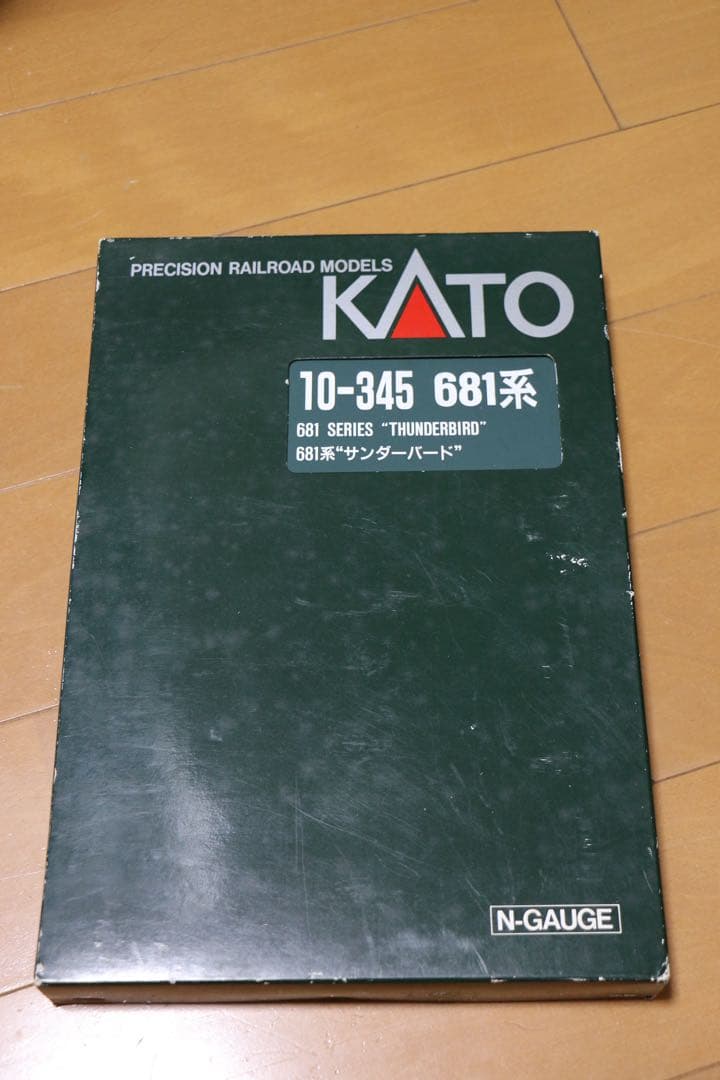 PRECISION RAILROAD MODELS
KATO
10-345 681系
681 SERIES "THUNDERBIRD"
681系"サンダーバード"
N-GAUGE